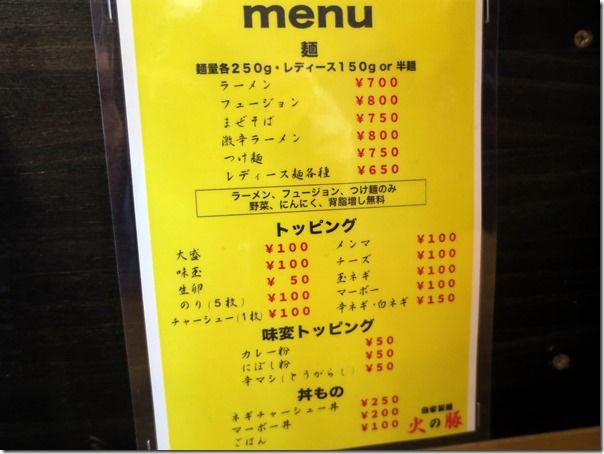 menu
麺
麺量各250g・レディース150g or 半麺
ラーメン ¥700
フュージョン ¥800
まぜそば ¥750
激辛ラーメン ¥800
つけ麺 ¥750
レディース麺各種 ¥650
ラーメン、フュージョン、つけ麺のみ
野菜、にんにく、背脂増し無料
トッピング
大盛 ¥100 メンマ ¥100
味玉 ¥100 チーズ ¥100
生卵 ¥ 50 玉ネギ ¥100
のり(5枚) ¥100 マーボー ¥100
チャーシュー(1枚) ¥100 辛ネギ・白ネギ ¥150
味変トッピング
カレー粉 ¥50
にぼし粉 ¥50
辛マシ(とうがらし) ¥50
丼もの
ネギチャーシュー丼 ¥250
マーボー丼 ¥200
ごはん ¥100
自家製麺
火の豚